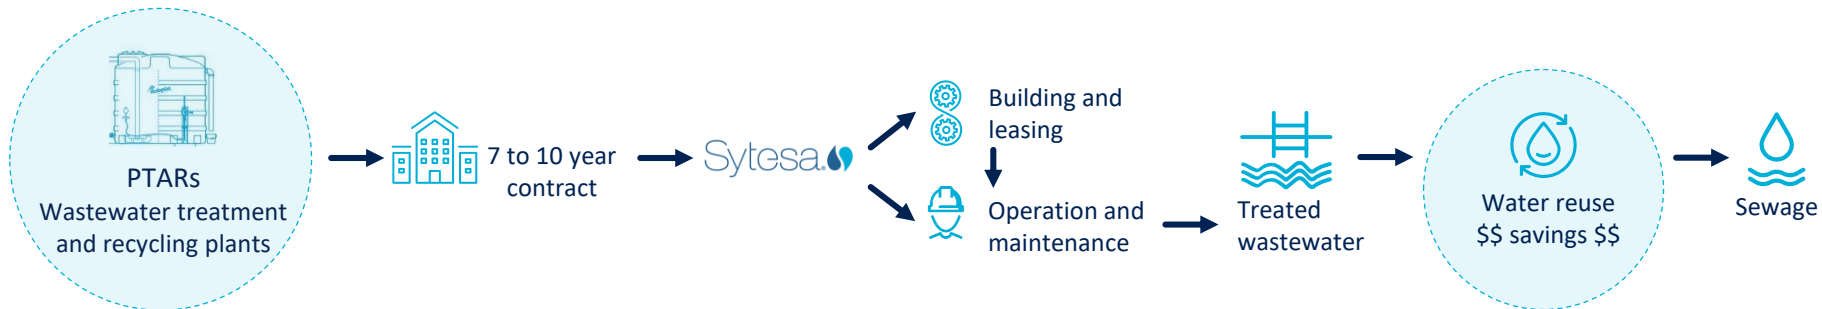 PTARs
Wastewater treatment
and recycling plants
7 to 10 year
contract
Sytesa
Building and
leasing
Operation and
maintenance
Treated
wastewater
Water reuse
$$ savings $$
Sewage